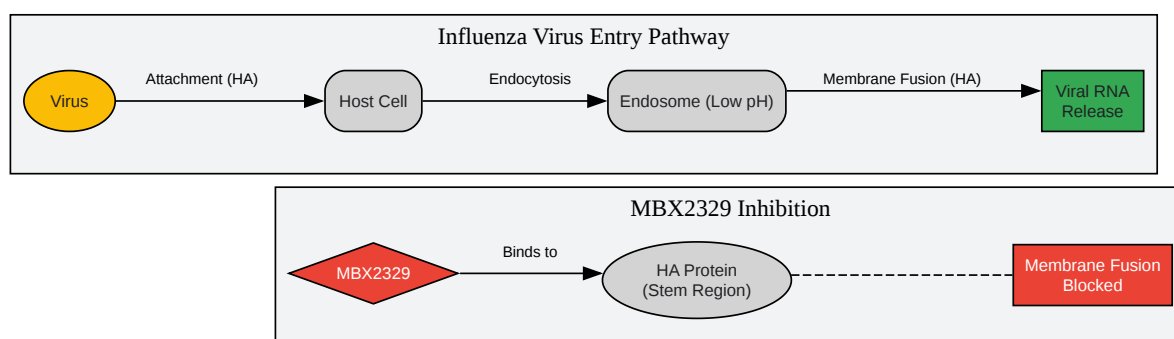 Influenza Virus Entry Pathway
Virus
Attachment (HA)
Host Cell
Endocytosis
Endosome (Low pH)
Membrane Fusion (HA)
Viral RNA
Release
MBX2329 Inhibition
MBX2329
Binds to
HA Protein
(Stem Region)
Membrane Fusion
Blocked